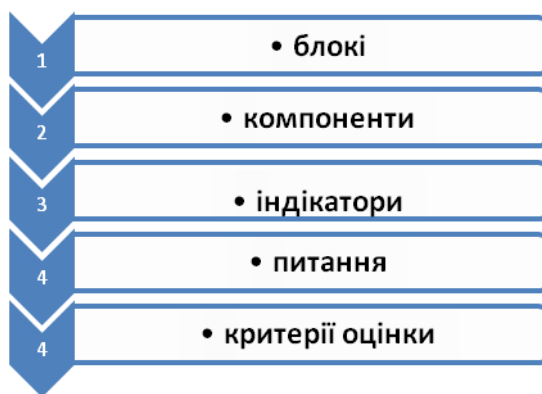 1
• блокі
2
• компоненти
3
• індікатори
4
• питання
4
• критерії оцінки